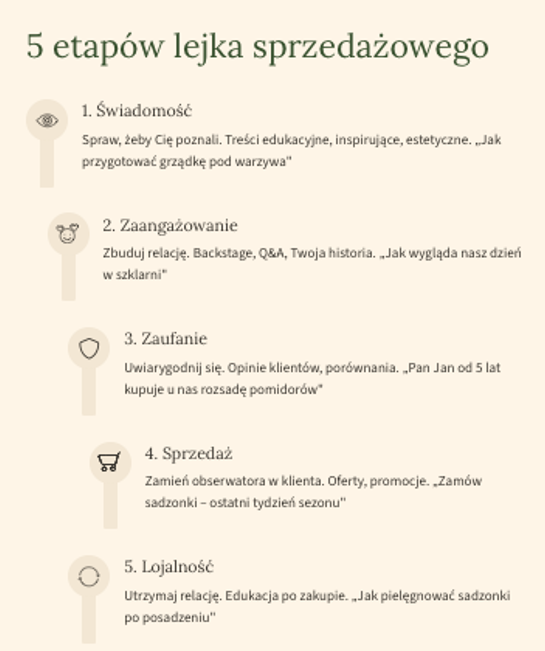 5 etapów lejka sprzedażowego
1. Świadomość
Spraw, żeby Cię poznali. Treści edukacyjne, inspirujące, estetyczne. „Jak
przygotować grządkę pod warzywa"
2. Zaangażowanie
Zbuduj relację. Backstage, Q&A, Twoja historia. „Jak wygląda nasz dzień
w szklarni"
3. Zaufanie
Uwiarygodnij się. Opinie klientów, porównania. „Pan Jan od 5 lat
kupuje u nas rozsadę pomidorów"
4. Sprzedaż
Zamień obserwatora w klienta. Oferty, promocje. „Zamów
sadzonki – ostatni tydzień sezonu"
5. Lojalność
Utrzymaj relację. Edukacja po zakupie. „Jak pielęgnować sadzonki
po posadzeniu"